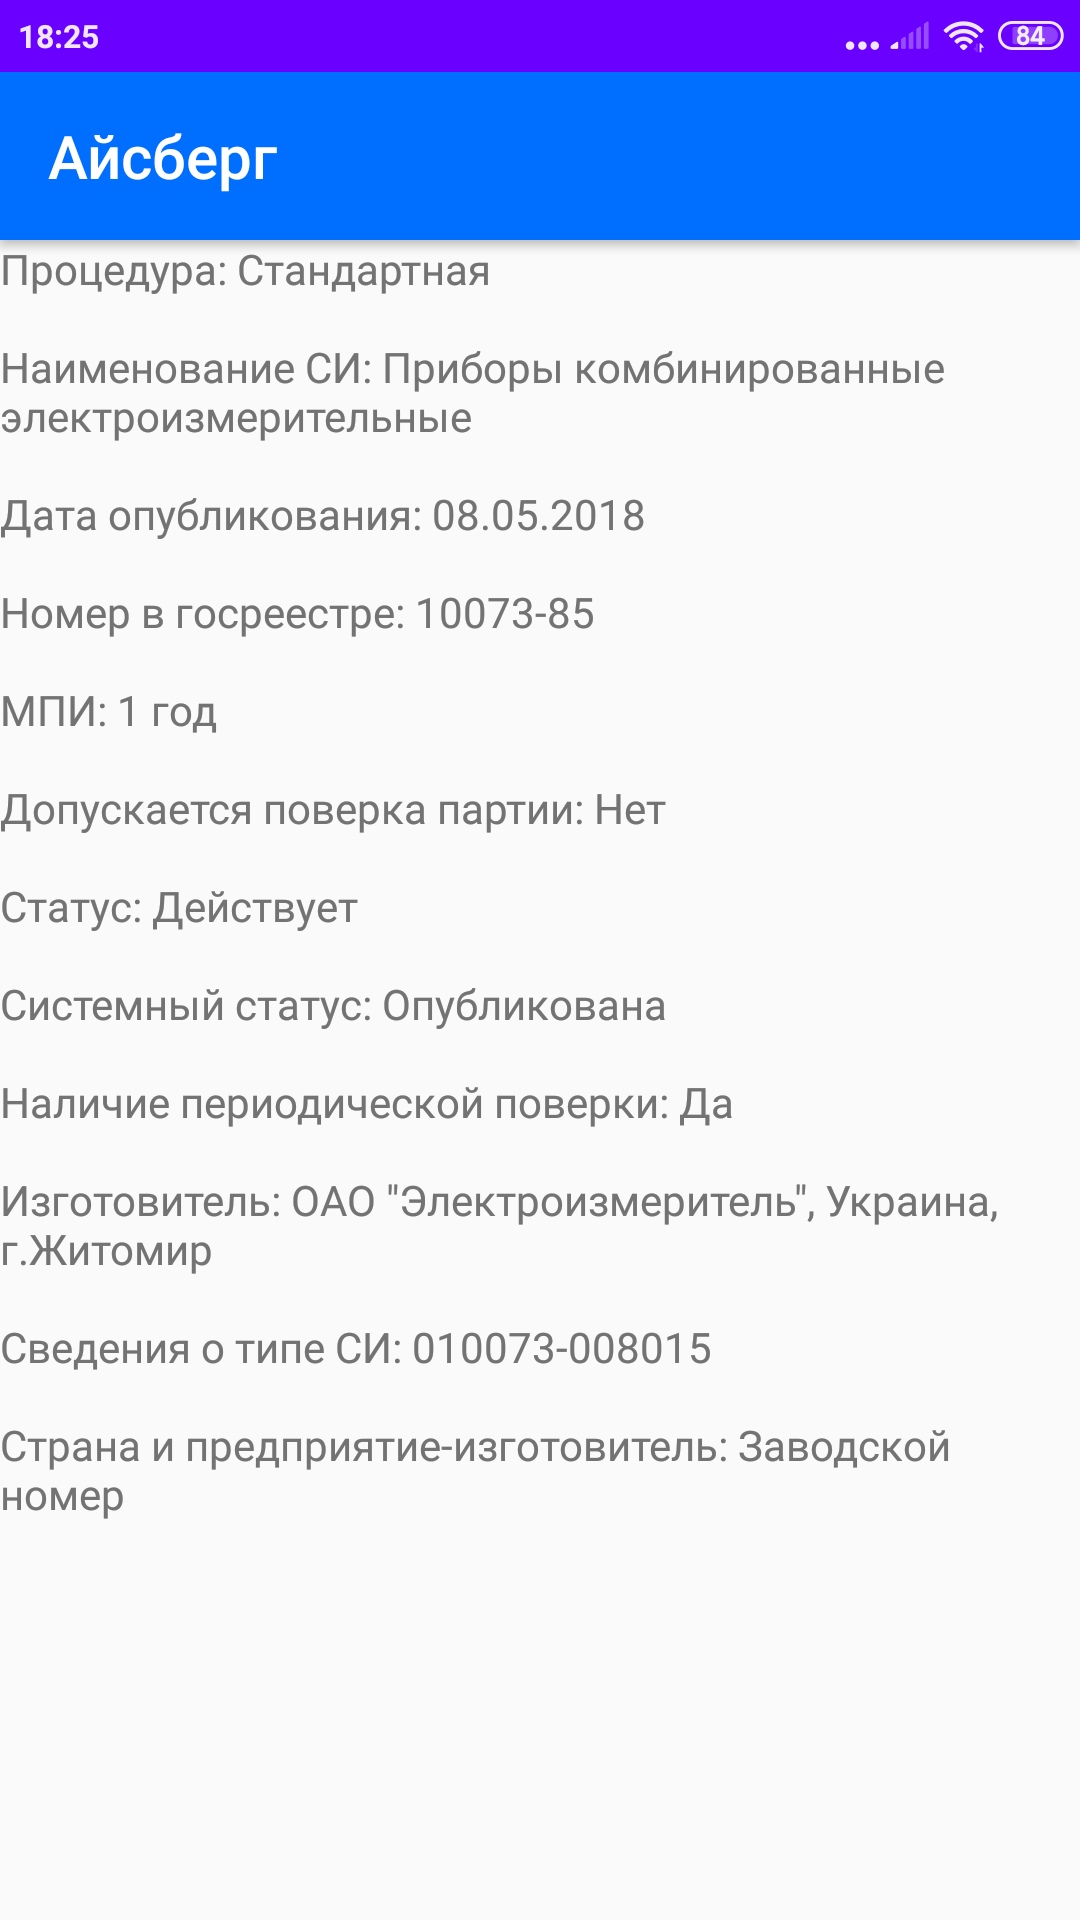 18:25
84
Айсберг
Процедура: Стандартная
Наименование СИ: Приборы комбинированные
электроизмерительные
Дата опубликования: 08.05.2018
Номер в госреестре: 10073-85
МПИ: 1 год
Допускается поверка партии: Нет
Статус: Действует
Системный статус: Опубликована
Наличие периодической поверки: Да
Изготовитель: ОАО "Электроизмеритель", Украина,
г.Житомир
Сведения о типе СИ: 010073-008015
Страна и предприятие-изготовитель: Заводской
номер